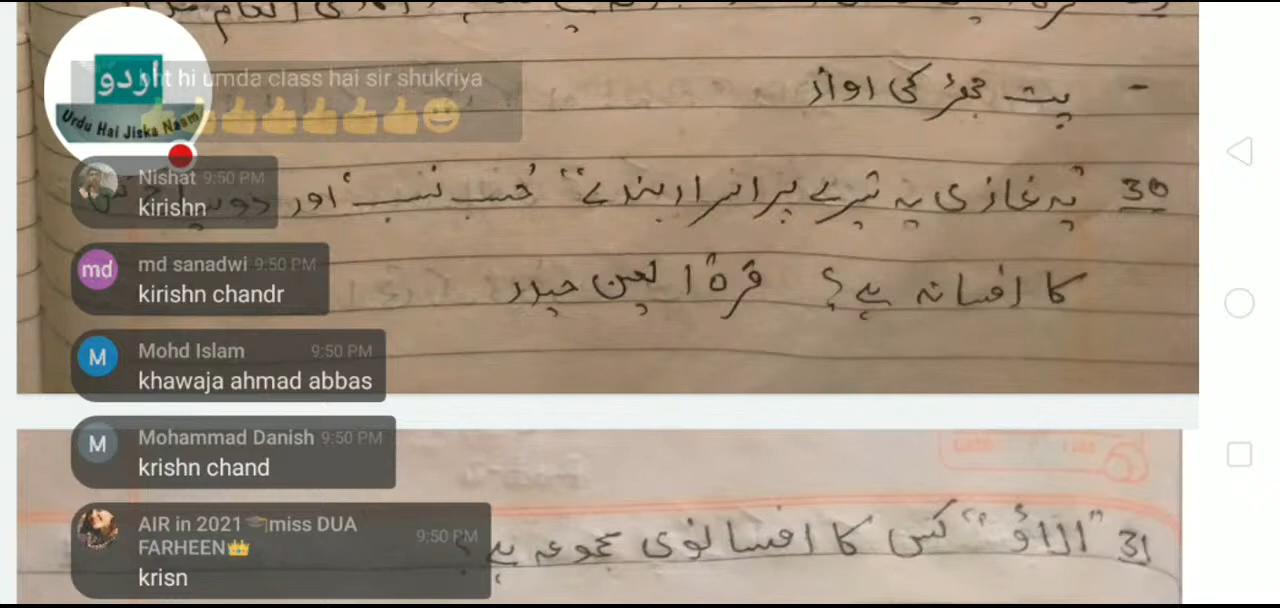 اردو
Urdu Hai Jiska Naam
hi umda class hai sir shukriya
- پت جھڑ کی آواز
30 "یہ غازی یہ تیرے پراسرار بندے" حسب نسب اور دوسرا کس
کا افسانہ ہے؟ قرۃ العین حیدر
Nishat 9:50 PM
kirishn
md
md sanadwi 9:50 PM
kirishn chandr
M
Mohd Islam 9:50 PM
khawaja ahmad abbas
M
Mohammad Danish 9:50 PM
krishn chand
AIR in 2021 🎓miss DUA
FARHEEN👑 9:50 PM
krisn
31 "الاؤ" کس کا افسانوی مجموعہ ہے؟